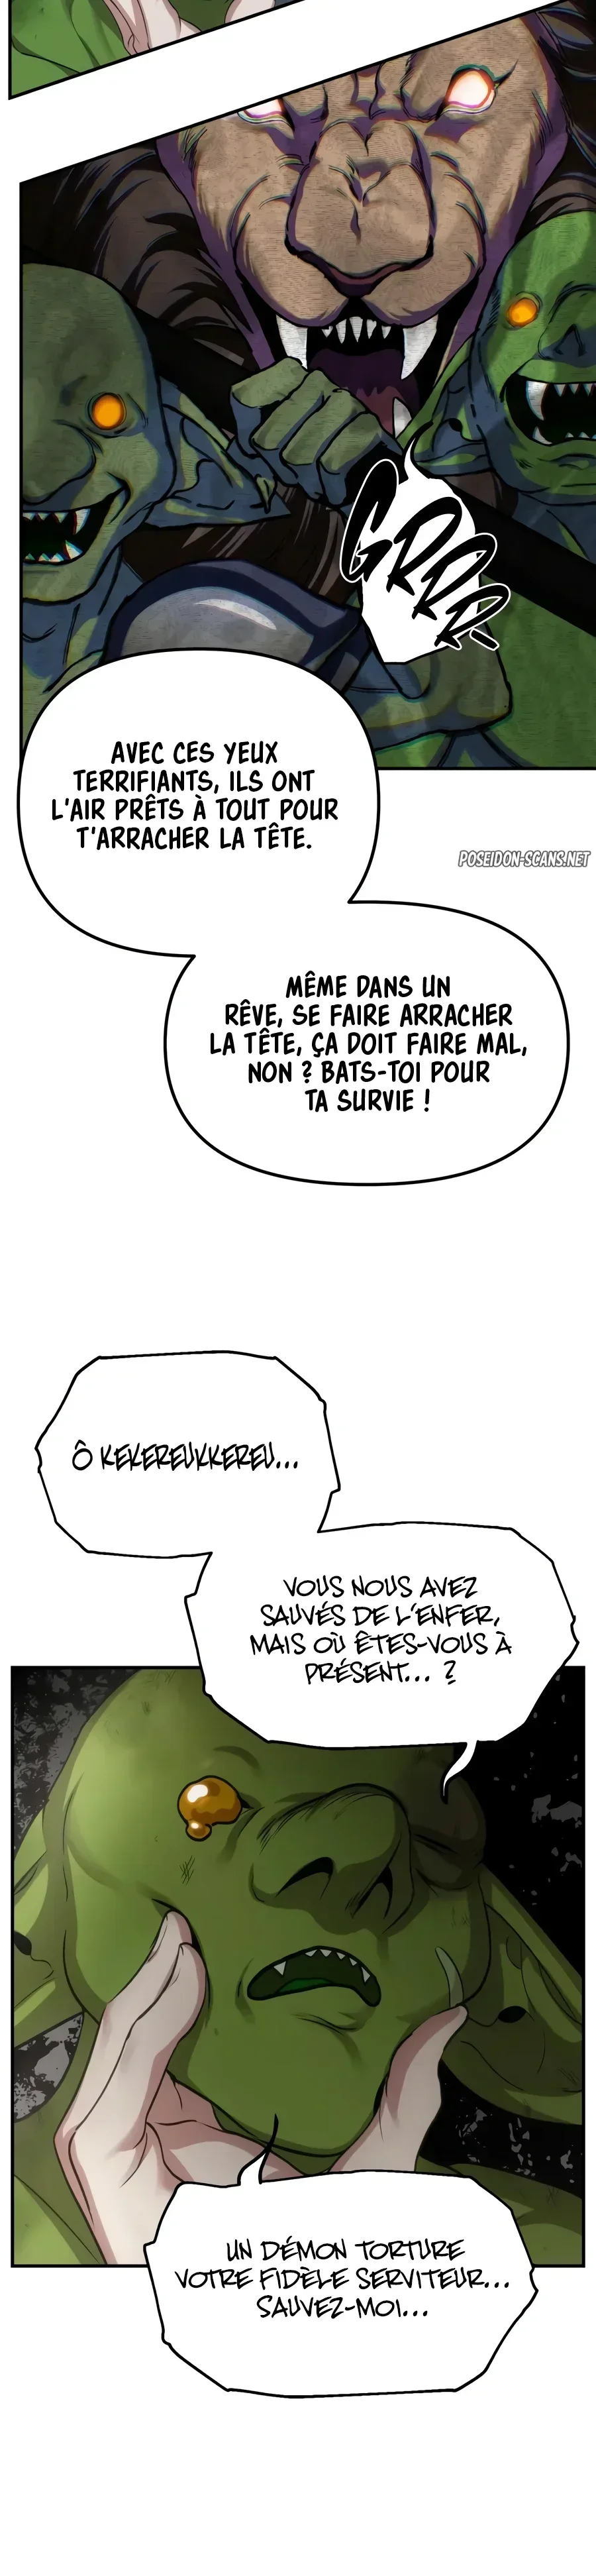 GRRR-
AVEC CES YEUX
TERRIFIANTS, ILS ONT
L'AIR PRÊTS À TOUT POUR
T'ARRACHER LA TÊTE.
POSEIDON-SCANS.NET
MÊME DANS UN
RÊVE, SE FAIRE ARRACHER
LA TÊTE, ÇA DOIT FAIRE MAL,
NON ? BATS-TOI POUR
TA SURVIE !
Ô KEKEREUKKEREU...
VOUS NOUS AVEZ
SAUVÉS DE L'ENFER,
MAIS OÙ ÊTES-VOUS À
PRÉSENT... ?
UN DÉMON TORTURE
VOTRE FIDÈLE SERVITEUR...
SAUVEZ-MOI...